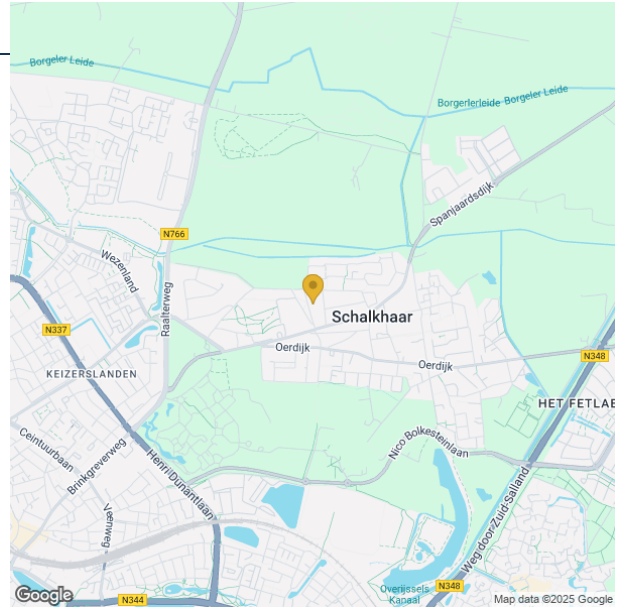 Borgeler Leide
Borgerlerleide Borgeler Leide
Spanjaardsdijk
N766
Wezenland
Raalterweg
N337
Schalkhaar
Oerdijk
N348
Oerdijk
KEIZERSLANDEN
HET FETLAE
Ceintuurbaan
Brinkgreverweg
Henri Dunantlaan
Nico Bolkesteinlaan
Veenweg
Weg door Zuid-Salland
Google
N344
Overijssels
Kanaal
N348
Map data ©2025 Google